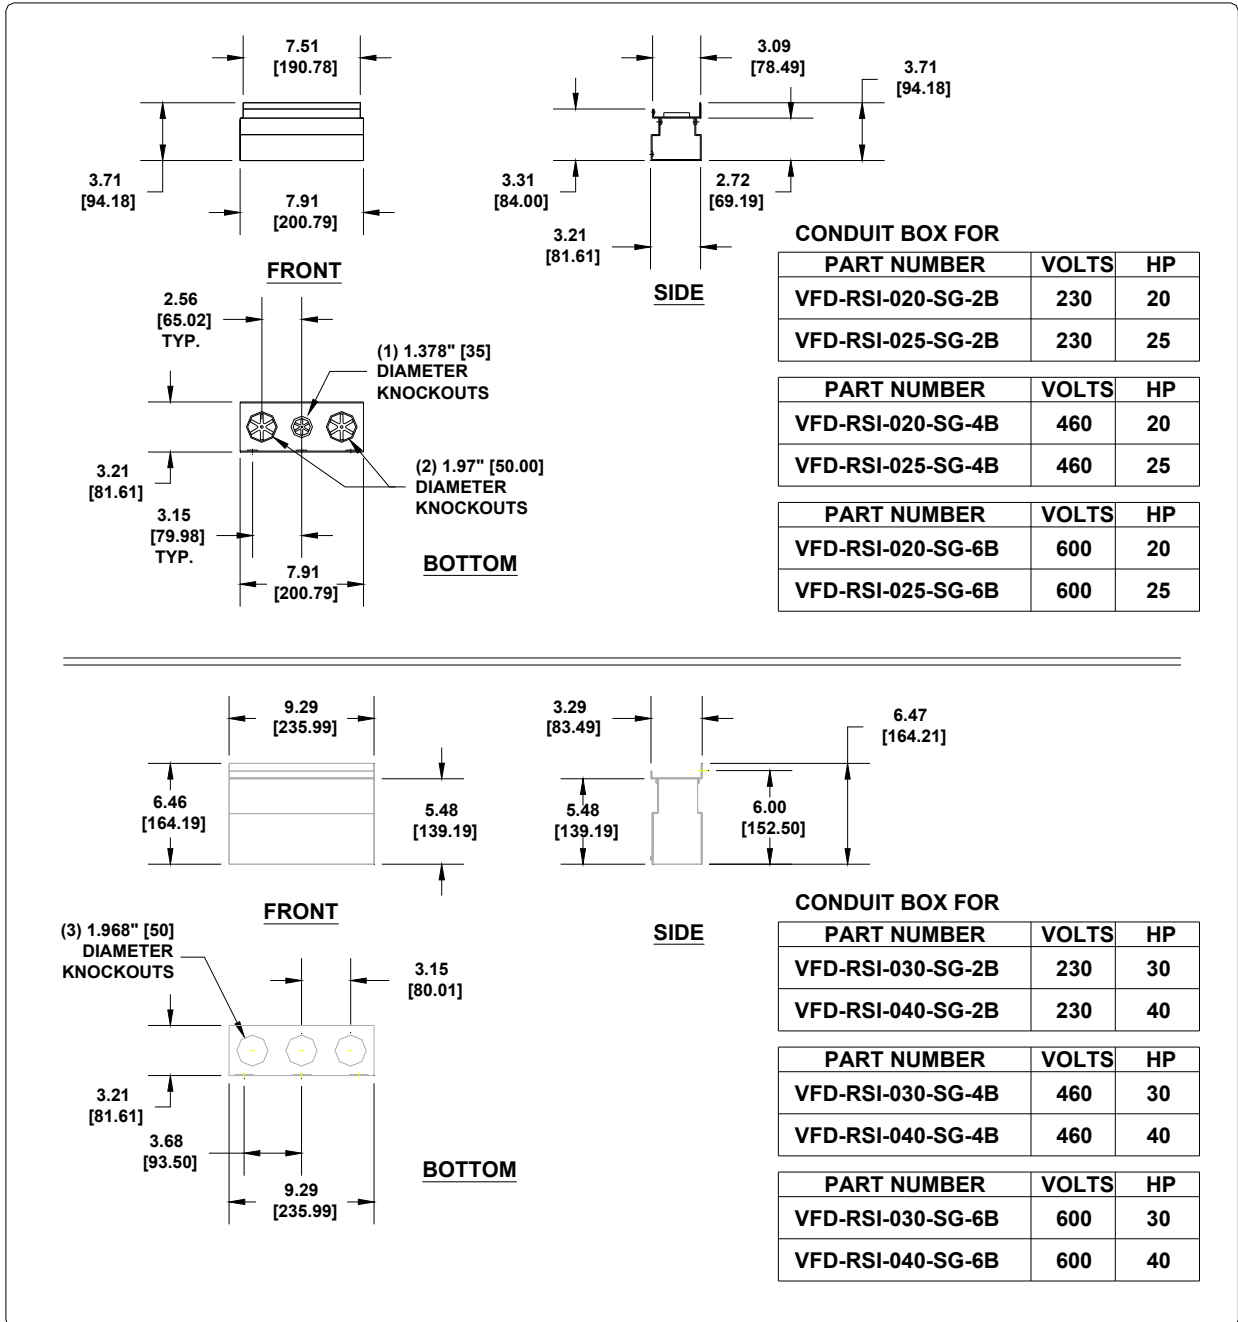 7.51
[190.78]
3.71
[94.18]
7.91
[200.79]
FRONT
3.09
[78.49]
3.71
[94.18]
3.31
[84.00]
2.72
[69.19]
3.21
[81.61]
SIDE
2.56
[65.02]
TYP.
(1) 1.378" [35]
DIAMETER
KNOCKOUTS
3.21
[81.61]
(2) 1.97" [50.00]
DIAMETER
KNOCKOUTS
3.15
[79.98]
TYP.
7.91
[200.79]
BOTTOM
CONDUIT BOX FOR
PART NUMBER VOLTS HP
VFD-RSI-020-SG-2B 230 20
VFD-RSI-025-SG-2B 230 25
PART NUMBER VOLTS HP
VFD-RSI-020-SG-4B 460 20
VFD-RSI-025-SG-4B 460 25
PART NUMBER VOLTS HP
VFD-RSI-020-SG-6B 600 20
VFD-RSI-025-SG-6B 600 25
9.29
[235.99]
6.46
[164.19]
5.48
[139.19]
FRONT
3.29
[83.49]
6.47
[164.21]
5.48
[139.19]
6.00
[152.50]
SIDE
(3) 1.968" [50]
DIAMETER
KNOCKOUTS
3.15
[80.01]
3.21
[81.61]
3.68
[93.50]
9.29
[235.99]
BOTTOM
CONDUIT BOX FOR
PART NUMBER VOLTS HP
VFD-RSI-030-SG-2B 230 30
VFD-RSI-040-SG-2B 230 40
PART NUMBER VOLTS HP
VFD-RSI-030-SG-4B 460 30
VFD-RSI-040-SG-4B 460 40
PART NUMBER VOLTS HP
VFD-RSI-030-SG-6B 600 30
VFD-RSI-040-SG-6B 600 40